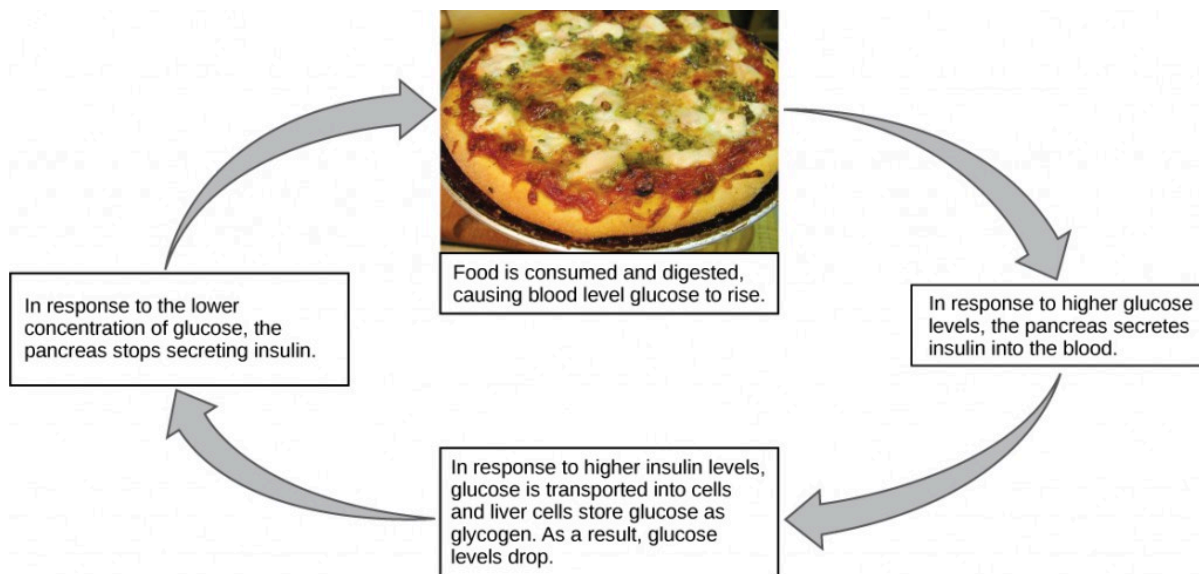 Food is consumed and digested,
causing blood level glucose to rise.
In response to higher glucose
levels, the pancreas secretes
insulin into the blood.
In response to higher insulin levels,
glucose is transported into cells
and liver cells store glucose as
glycogen. As a result, glucose
levels drop.
In response to the lower
concentration of glucose, the
pancreas stops secreting insulin.